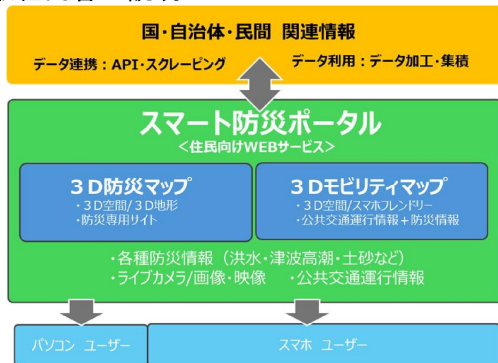 国・自治体・民間 関連情報
データ連携：API・スクレーピング
データ利用：データ加工・集積
スマート防災ポータル
<住民向けWEBサービス>
３D防災マップ
・３D空間/３D地形
・防災専用サイト
３Dモビリティマップ
・３D空間/スマホフレンドリー
・公共交通運行情報＋防災情報
・各種防災情報（洪水・津波高潮・土砂など）
・ライブカメラ/画像・映像 ・公共交通運行情報
パソコン ユーザー
スマホ ユーザー